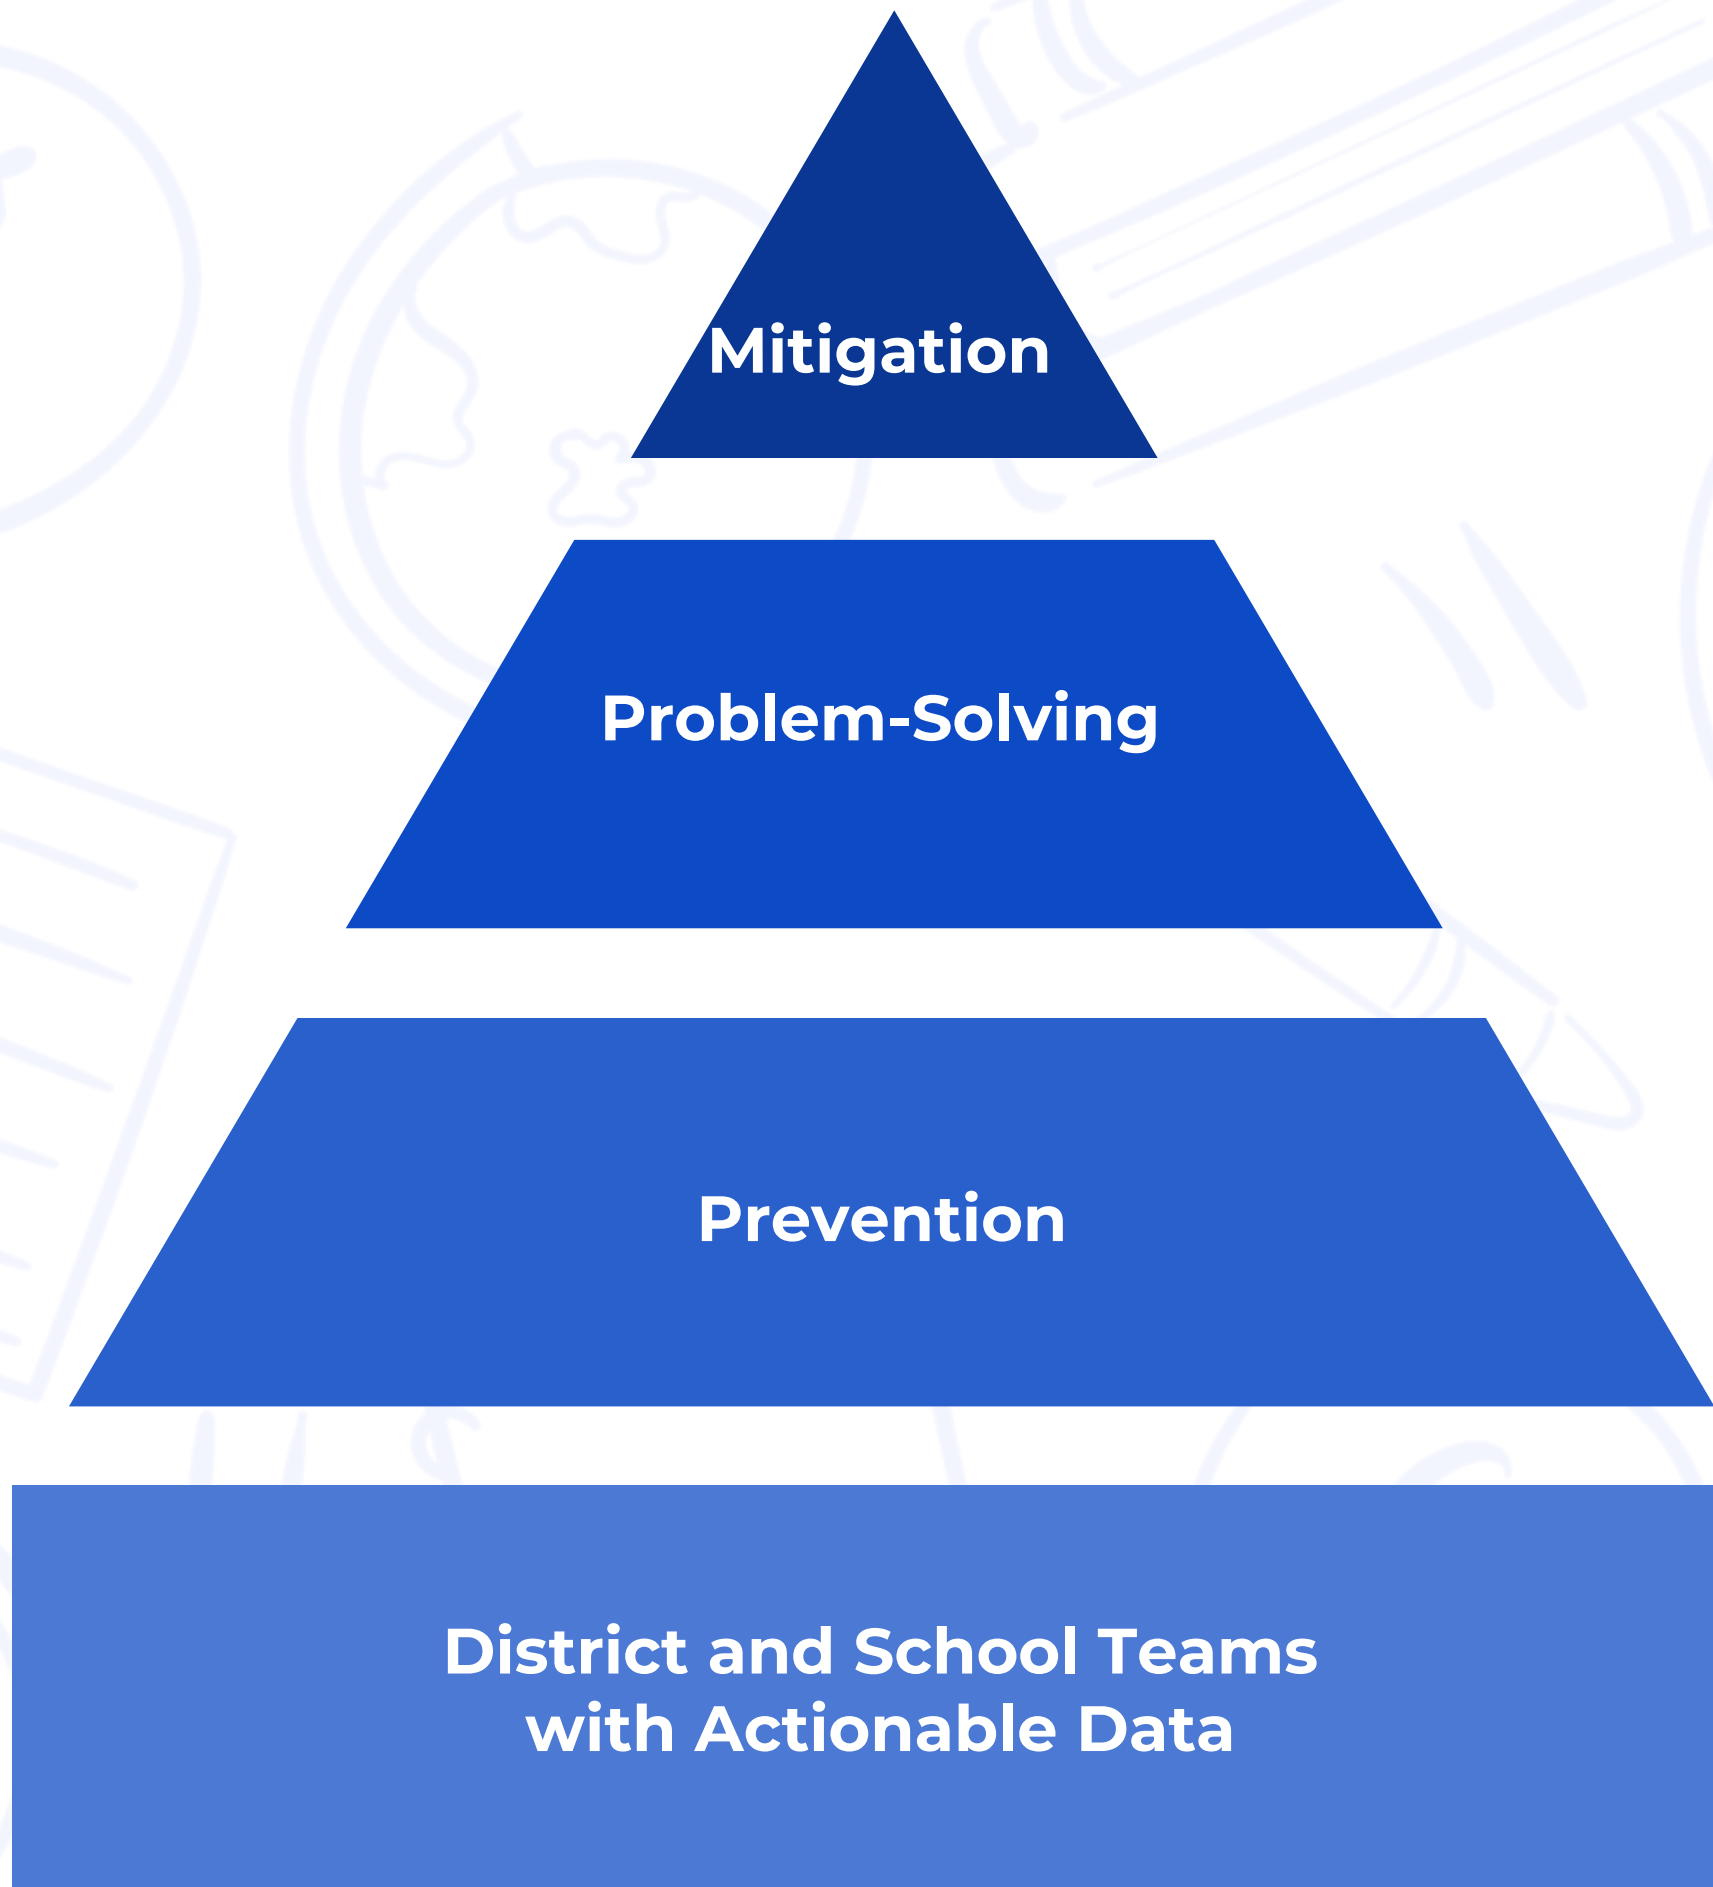 Mitigation
Problem-Solving
Prevention
District and School Teams
with Actionable Data